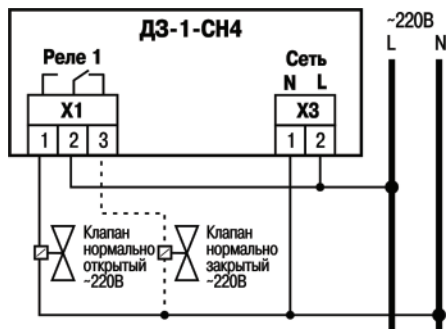 ДЗ-1-СН4
~220В
L N
Реле 1
Сеть
N L
X1
X3
1 2 3
1 2
Клапан
нормально
открытый
~220В
Клапан
нормально
закрытый
~220В